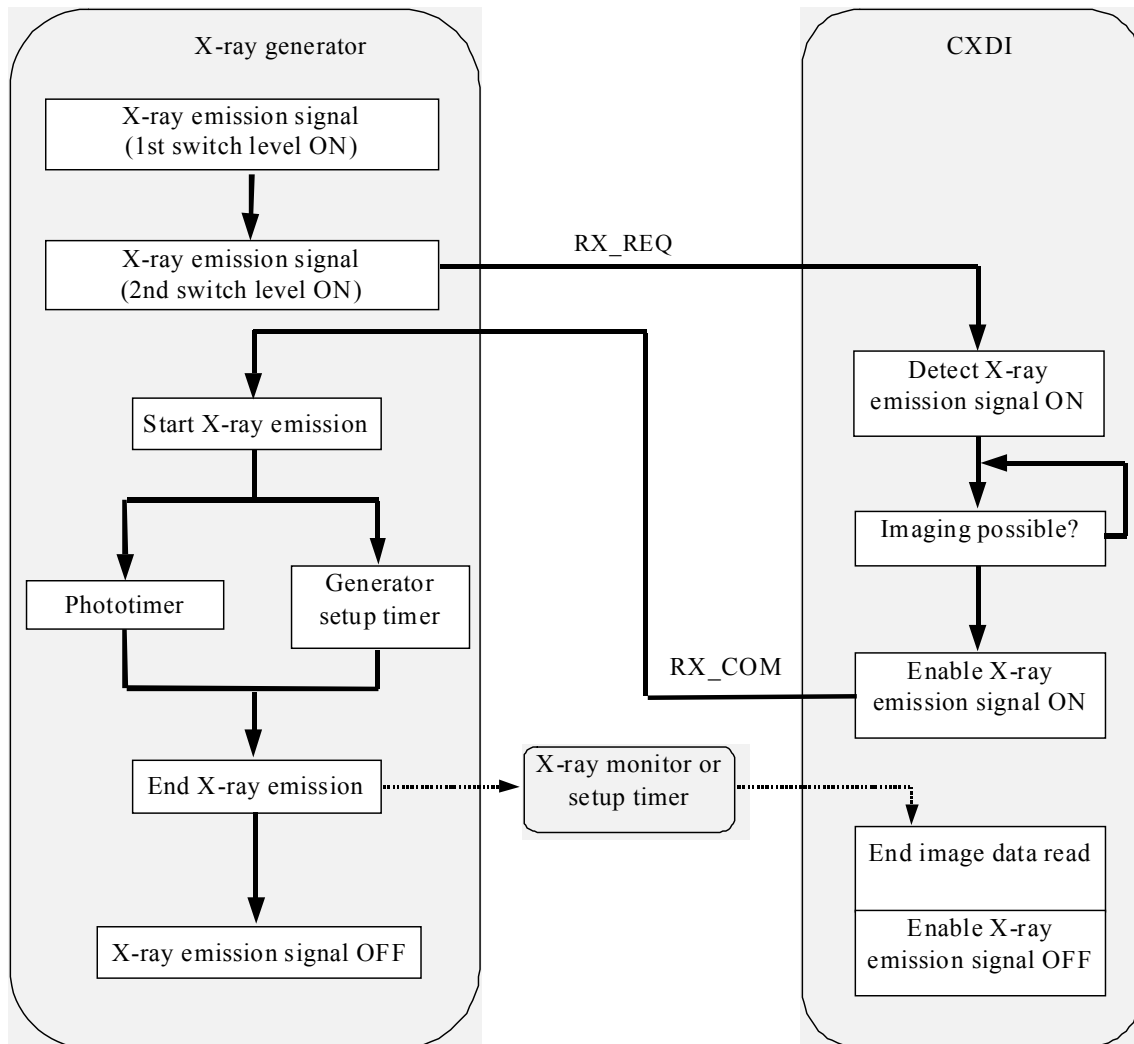 X-ray generator
X-ray emission signal
(1st switch level ON)
X-ray emission signal
(2nd switch level ON)
RX_REQ
Start X-ray emission
Phototimer
Generator
setup timer
End X-ray emission
X-ray emission signal OFF
CXDI
Detect X-ray
emission signal ON
Imaging possible?
Enable X-ray
emission signal ON
RX_COM
X-ray monitor or
setup timer
End image data read
Enable X-ray
emission signal OFF